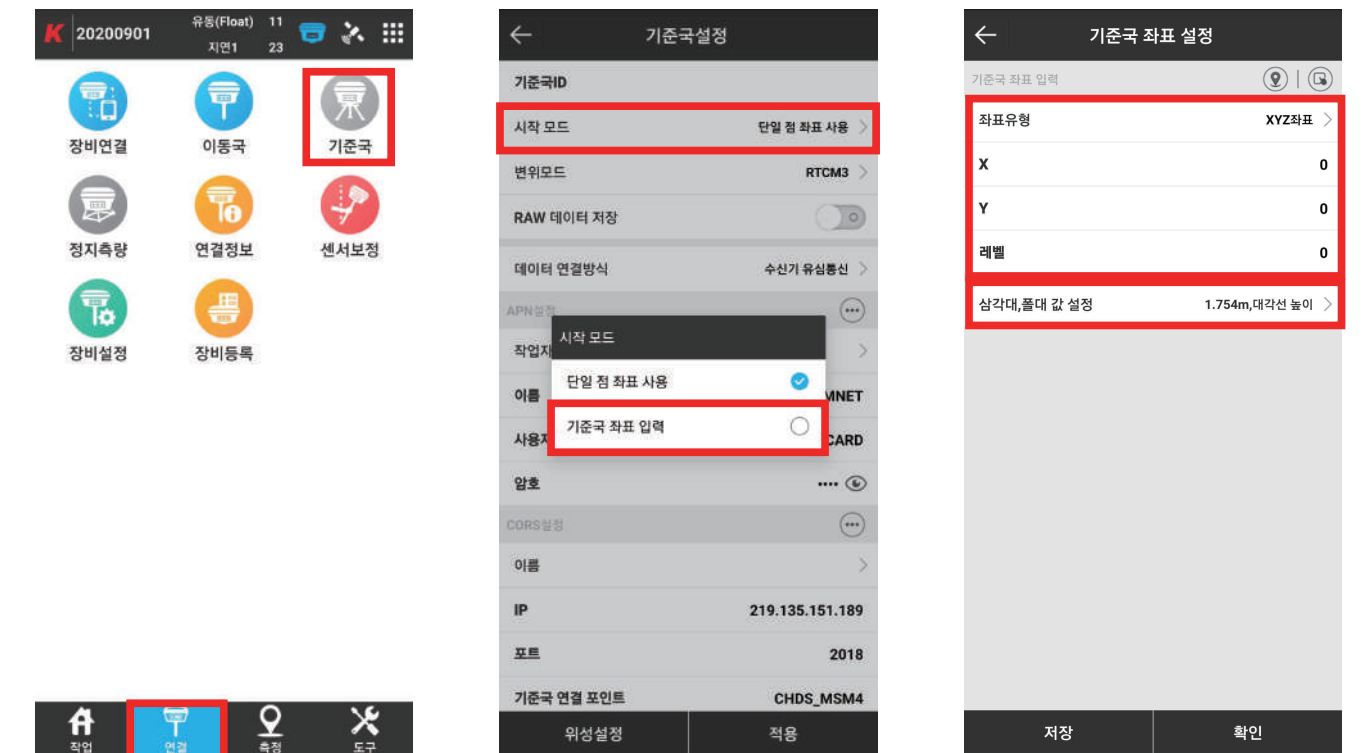 K 20200901 유동(Float) 11
지연1 23
장비연결 이동국 기준국
정지측량 연결정보 센서보정
장비설정 장비등록
작업 연결 측정 도구
기준국설정
기준국ID
시작 모드 단일 점 좌표 사용
변위모드 RTCM3
RAW 데이터 저장
데이터 연결방식 수신기 유심통신
APN설정
작업자
시작 모드
단일 점 좌표 사용
이름 MNET
기준국 좌표 입력
사용자 CARD
암호 ••••
CORS설정
이름
IP 219.135.151.189
포트 2018
기준국 연결 포인트 CHDS_MSM4
위성설정 적용
기준국 좌표 설정
기준국 좌표 입력
좌표유형 XYZ좌표
X 0
Y 0
레벨 0
삼각대,폴대 값 설정 1.754m,대각선 높이
저장 확인